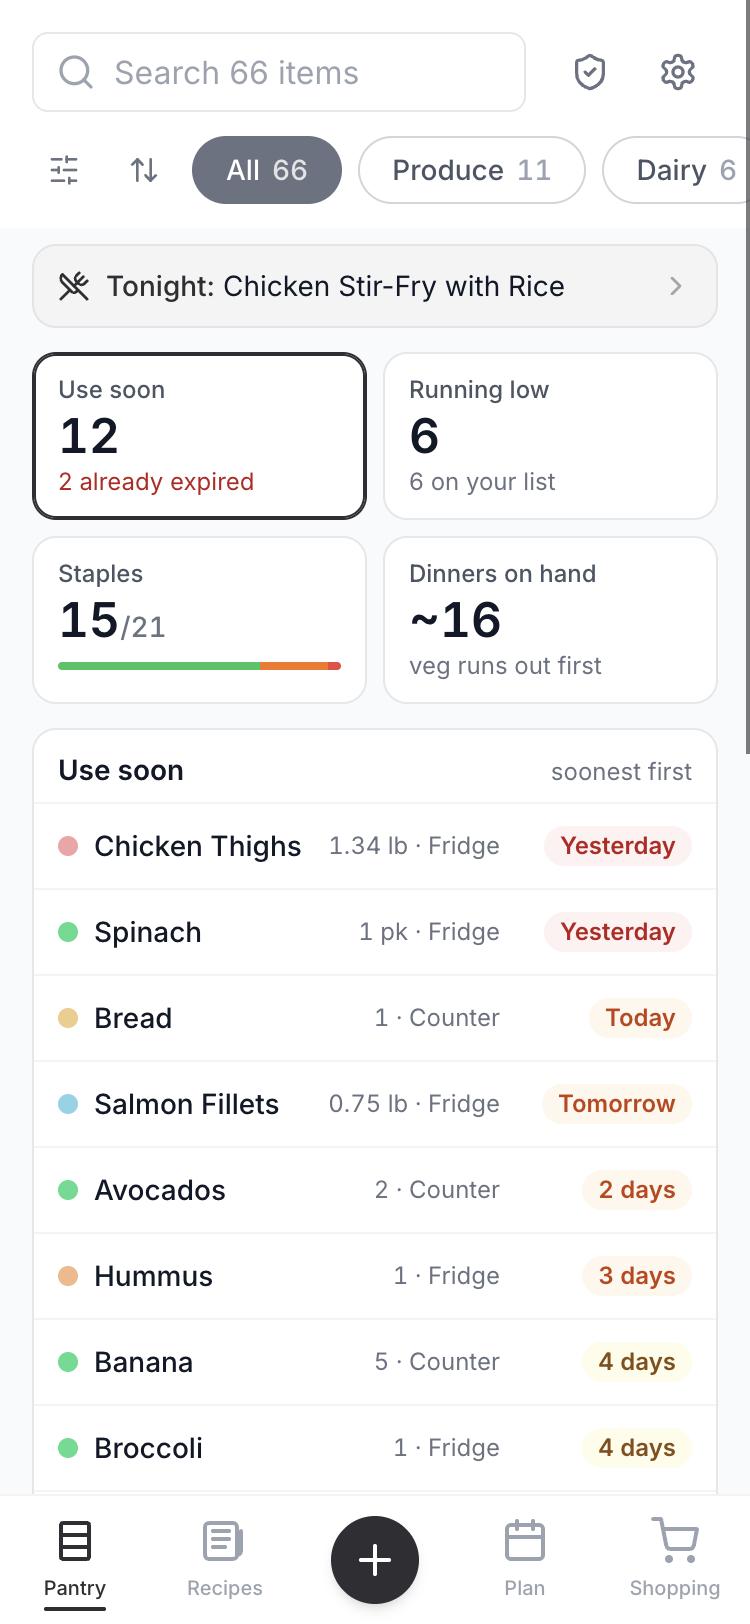 Search 66 items
All 66 Produce 11 Dairy 6
Tonight: Chicken Stir-Fry with Rice
Use soon
12
2 already expired
Running low
6
6 on your list
Staples
15/21
Dinners on hand
~16
veg runs out first
Use soon soonest first
Chicken Thighs 1.34 lb · Fridge Yesterday
Spinach 1 pk · Fridge Yesterday
Bread 1 · Counter Today
Salmon Fillets 0.75 lb · Fridge Tomorrow
Avocados 2 · Counter 2 days
Hummus 1 · Fridge 3 days
Banana 5 · Counter 4 days
Broccoli 1 · Fridge 4 days
Pantry Recipes Plan Shopping